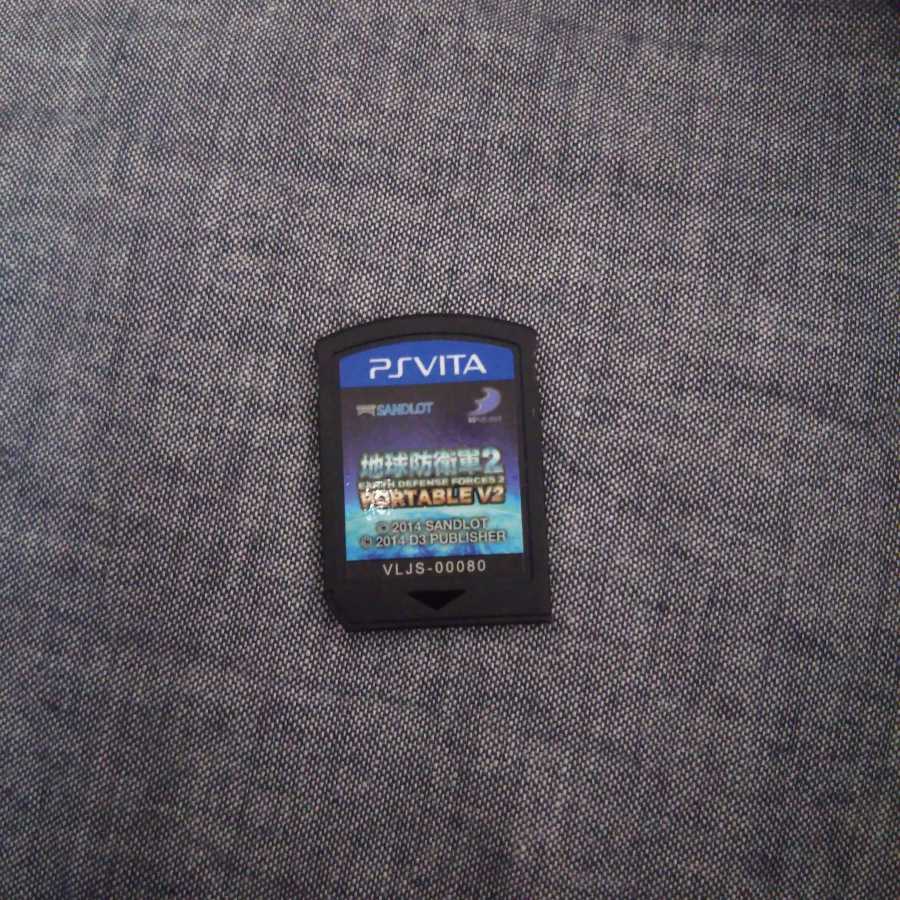 PSVITA
SANDLOT
地球防衛軍2
EARTH DEFENSE FORCES 2
PORTABLE V2
© 2014 SANDLOT
© 2014 D3 PUBLISHER
VLJS-00080